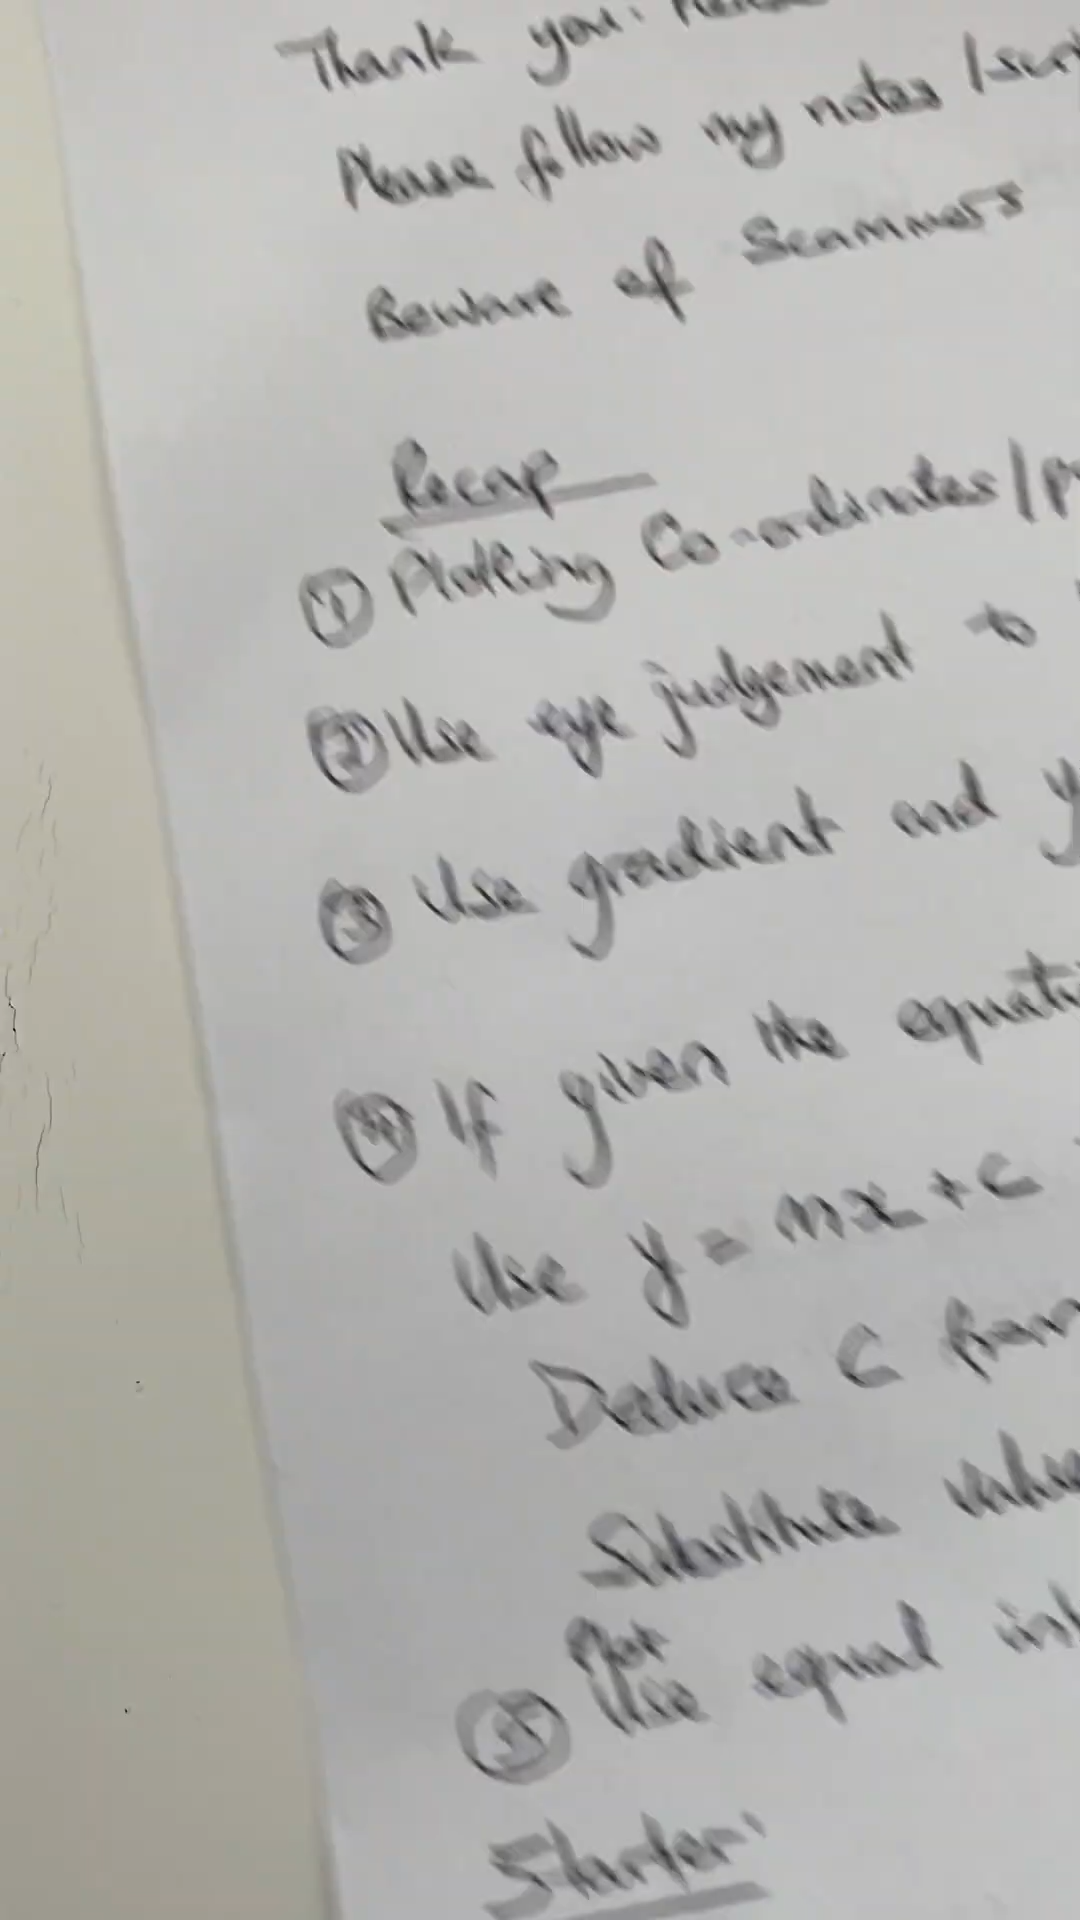 Thank you.
Please follow my notes /
Beware of Scammers
Recap
① Plotting Co-ordinates /
② Use eye judgement to
③ Use gradient and y
④ If given the
Use y = mx + c
Deduce C from
Substitute
Plot
⑤ Use equal
Starter: